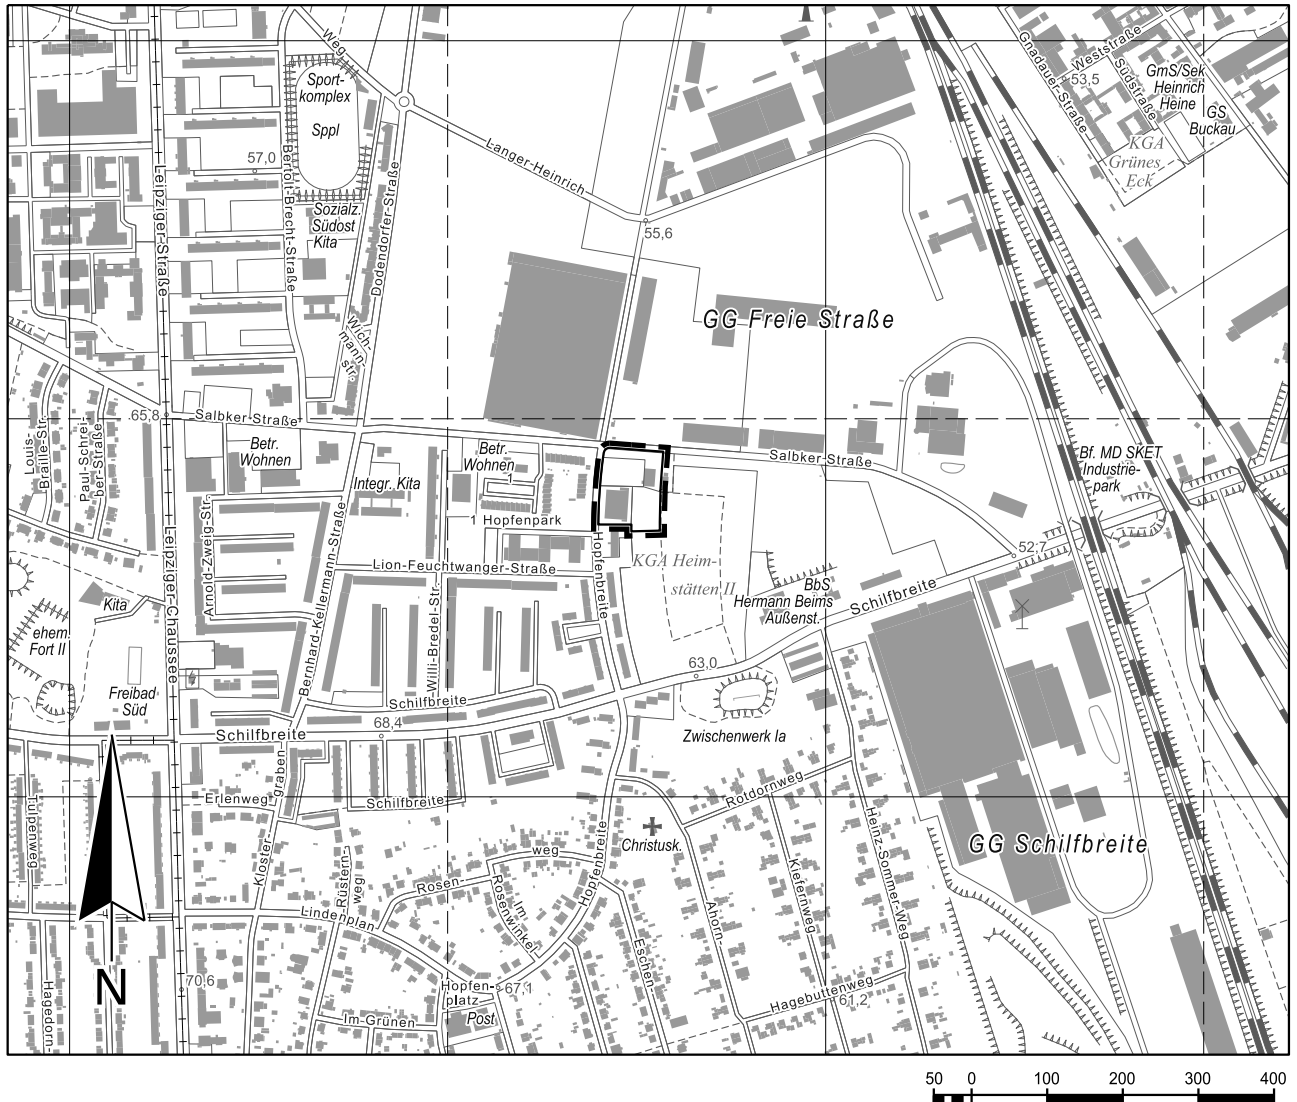 Weg
Sport-
komplex
Sppl
57,0
Bertolt-Brecht-Straße
Leipziger-Straße
Sozialz.
Südost
Kita
Dodendorfer-Straße
Wich-
mann-
str.
Langer-Heinrich
55,6
Gnadauer-Straße
Weststraße
53,5
Südstraße
GmS/Sek
Heinrich
Heine
GS
Buckau
KGA
Grünes
Eck
GG Freie Straße
65,8
Salbker Straße
Louis-
Braille-Str.
Paul-Schrei-
ber-Straße
Betr.
Wohnen
Integr. Kita
Betr.
Wohnen
1
1 Hopfenpark
Salbker-Straße
Bf. MD SKET
Industrie-
park
52,7
Leipziger-Chaussee
Arnold-Zweig-Str.
Bernhard-Kellermann-Straße
Lion-Feuchtwanger-Straße
Willi-Bredel-Str.
Hopfenbreite
KGA Heim-
stätten II
BbS
Hermann Beims
Außenst.
Schilfbreite
Kita
ehem.
Fort II
Freibad
Süd
63,0
Schilfbreite
68,4
Schilfbreite
Zwischenwerk Ia
Tulpenweg
Erlenweg
Kloster-
graben
Schilfbreite
Rotdornweg
Christusk.
Heinz-Sommer-Weg
GG Schilfbreite
Rüstern-
weg
Rosen-
weg
Im-
Rosenwinkel
Hopfenbreite
Lindenplan
Eschen-
Ahorn-
Kiefernweg
N
70,6
Hagedorn-
Hopfen-
platz
67,1
Post
Im-Grünen
Hagebuttenweg
61,2
50 0 100 200 300 400